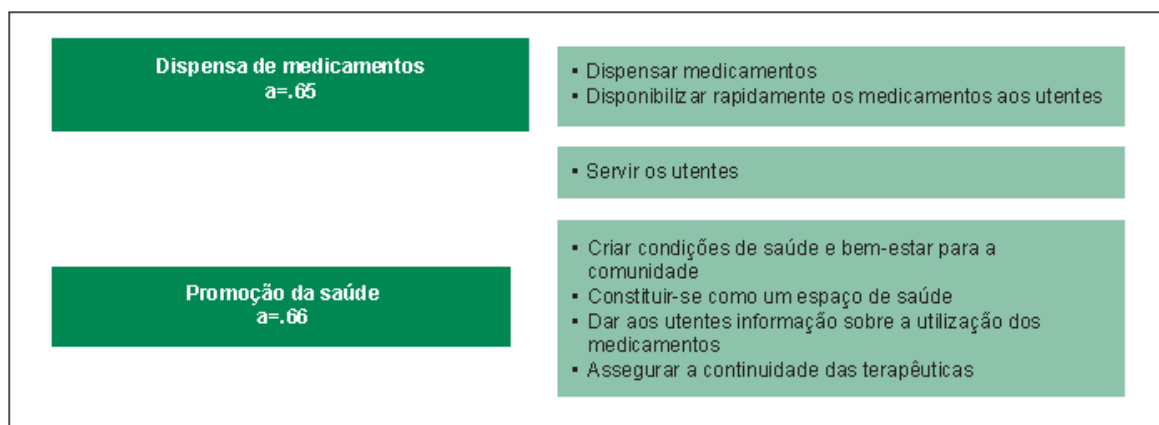 Dispensa de medicamentos
a=.65
▪ Dispensar medicamentos
▪ Disponibilizar rapidamente os medicamentos aos utentes
▪ Servir os utentes
Promoção da saúde
a=.66
▪ Criar condições de saúde e bem-estar para a
comunidade
▪ Constituir-se como um espaço de saúde
▪ Dar aos utentes informação sobre a utilização dos
medicamentos
▪ Assegurar a continuidade das terapêuticas